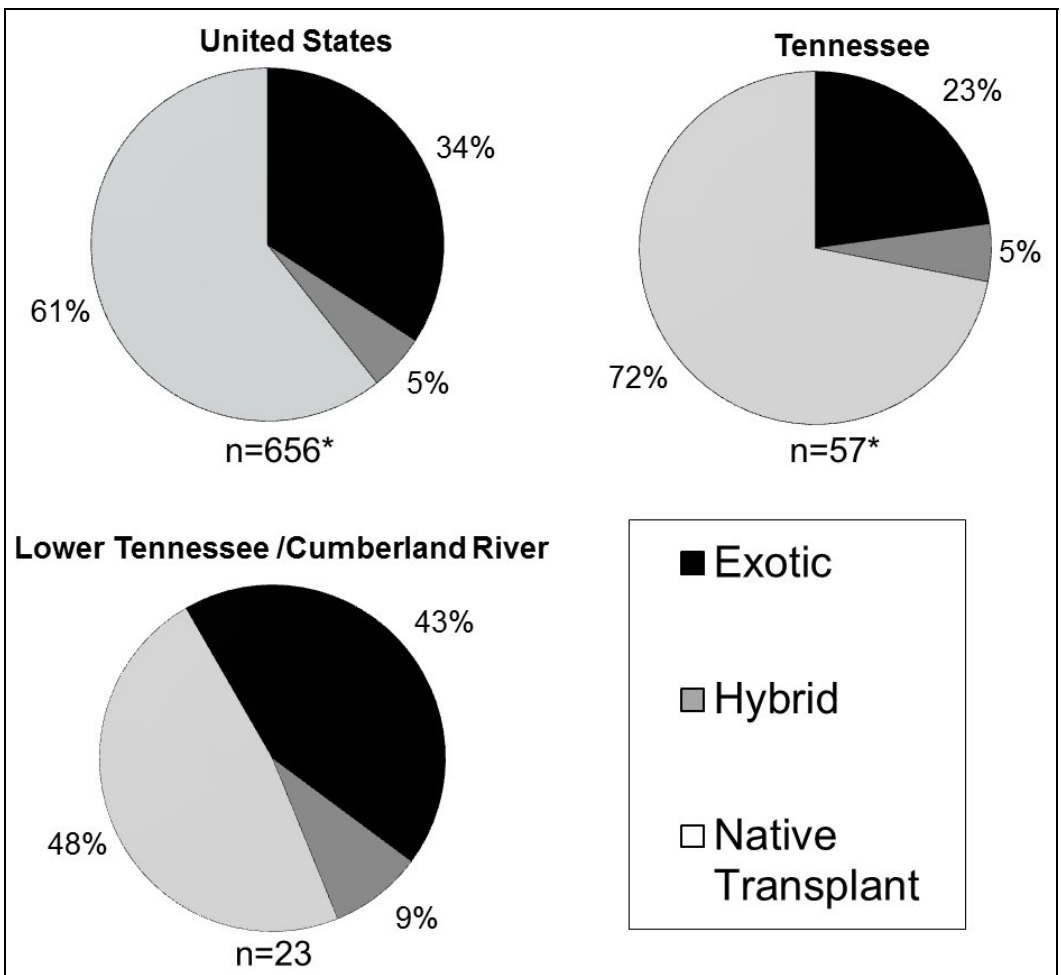 United States
34%
61%
5%
n=656*
Tennessee
23%
5%
72%
n=57*
Lower Tennessee /Cumberland River
43%
48%
9%
n=23
Exotic
Hybrid
Native
Transplant